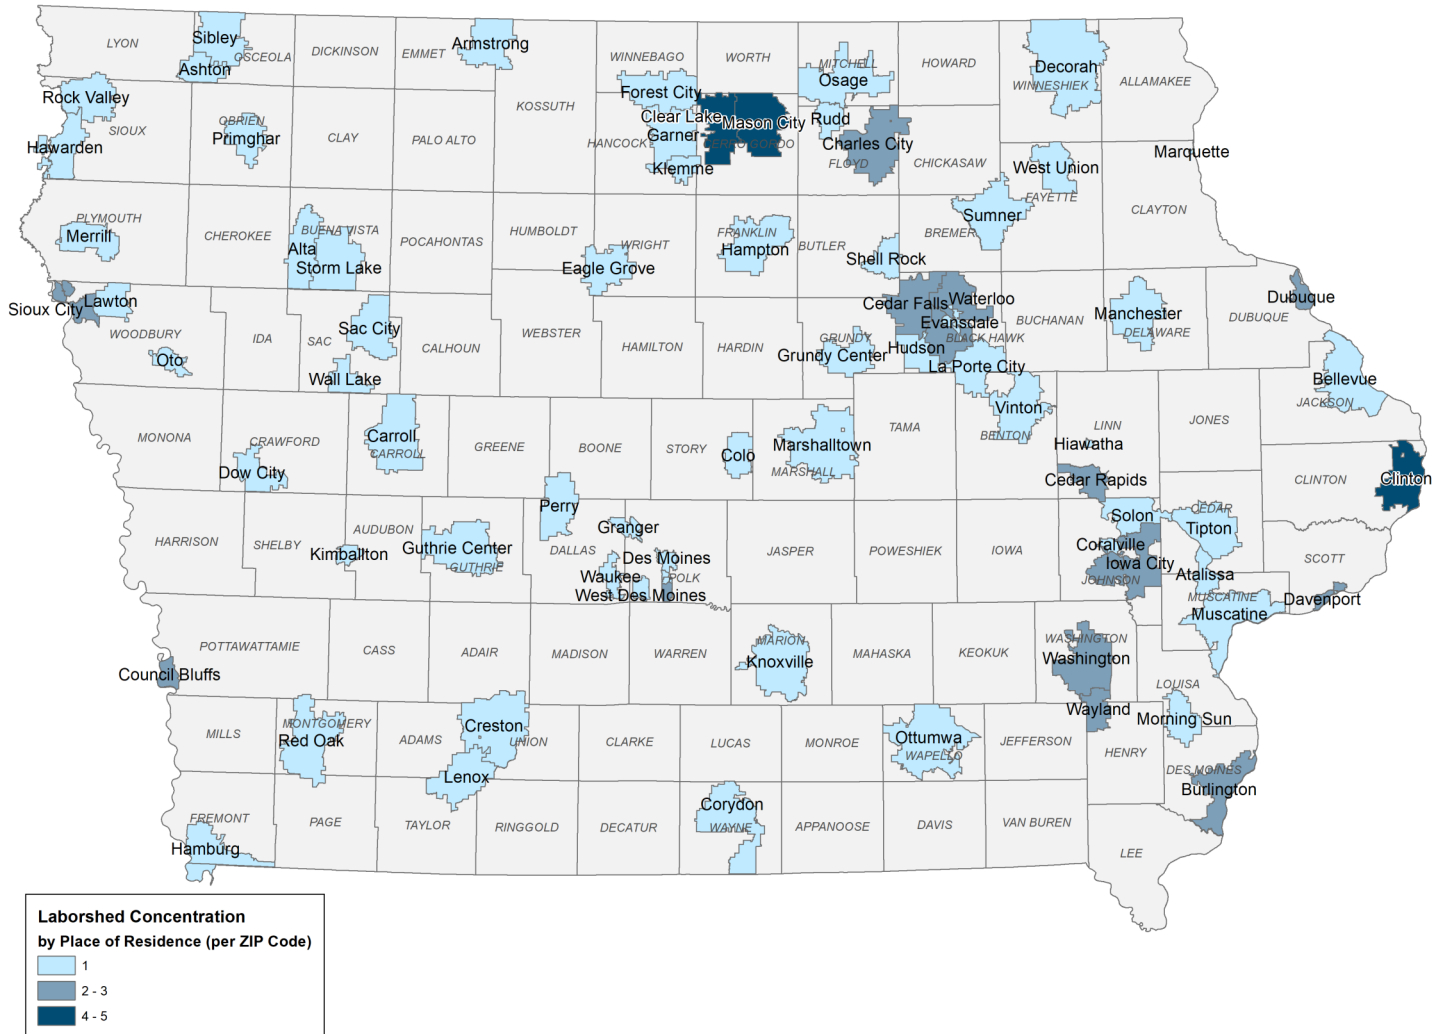 LYON
Sibley
OSCEOLA
DICKINSON
EMMET
Armstrong
WINNEBAGO
WORTH
MITCHELL
HOWARD
Decorah
WINNESHIEK
ALLAMAKEE
Ashton
Rock Valley
Forest City
Osage
KOSSUTH
SIOUX
OBRIEN
Primghar
CLAY
PALO ALTO
Clear Lake
Mason City
Rudd
Hawarden
HANCOCK
Garner
CERRO GORDO
Charles City
FLOYD
CHICKASAW
Marquette
Klemme
West Union
FAYETTE
PLYMOUTH
Merrill
CHEROKEE
BUENA VISTA
Alta
Storm Lake
POCAHONTAS
HUMBOLDT
WRIGHT
Eagle Grove
FRANKLIN
Hampton
BUTLER
Shell Rock
BREMER
Sumner
CLAYTON
Sioux City
Lawton
WOODBURY
Oto
IDA
SAC
Sac City
Wall Lake
CALHOUN
WEBSTER
HAMILTON
HARDIN
GRUNDY
Grundy Center
Cedar Falls
Waterloo
Evansdale
BLACK HAWK
Hudson
La Porte City
BUCHANAN
Manchester
DELAWARE
Dubuque
DUBUQUE
Bellevue
JACKSON
MONONA
CRAWFORD
Dow City
Carroll
CARROLL
GREENE
BOONE
STORY
Colo
Marshalltown
MARSHALL
TAMA
Vinton
BENTON
LINN
Hiawatha
Cedar Rapids
JONES
CLINTON
Clinton
HARRISON
SHELBY
AUDUBON
Kimballton
Guthrie Center
GUTHRIE
Perry
DALLAS
Granger
Des Moines
POLK
Waukee
West Des Moines
JASPER
POWESHIEK
IOWA
Solon
Coralville
Iowa City
JOHNSON
CEDAR
Tipton
Atalissa
MUSCATINE
Muscatine
SCOTT
Davenport
POTTAWATTAMIE
Council Bluffs
CASS
ADAIR
MADISON
WARREN
MARION
Knoxville
MAHASKA
KEOKUK
WASHINGTON
Washington
Wayland
LOUISA
Morning Sun
MILLS
MONTGOMERY
Red Oak
ADAMS
Creston
UNION
Lenox
CLARKE
LUCAS
MONROE
Ottumwa
WAPELLO
JEFFERSON
HENRY
DES MOINES
Burlington
FREMONT
Hamburg
PAGE
TAYLOR
RINGGOLD
DECATUR
Corydon
WAYNE
APPANOOSE
DAVIS
VAN BUREN
LEE
Laborshed Concentration
by Place of Residence (per ZIP Code)
1
2 - 3
4 - 5